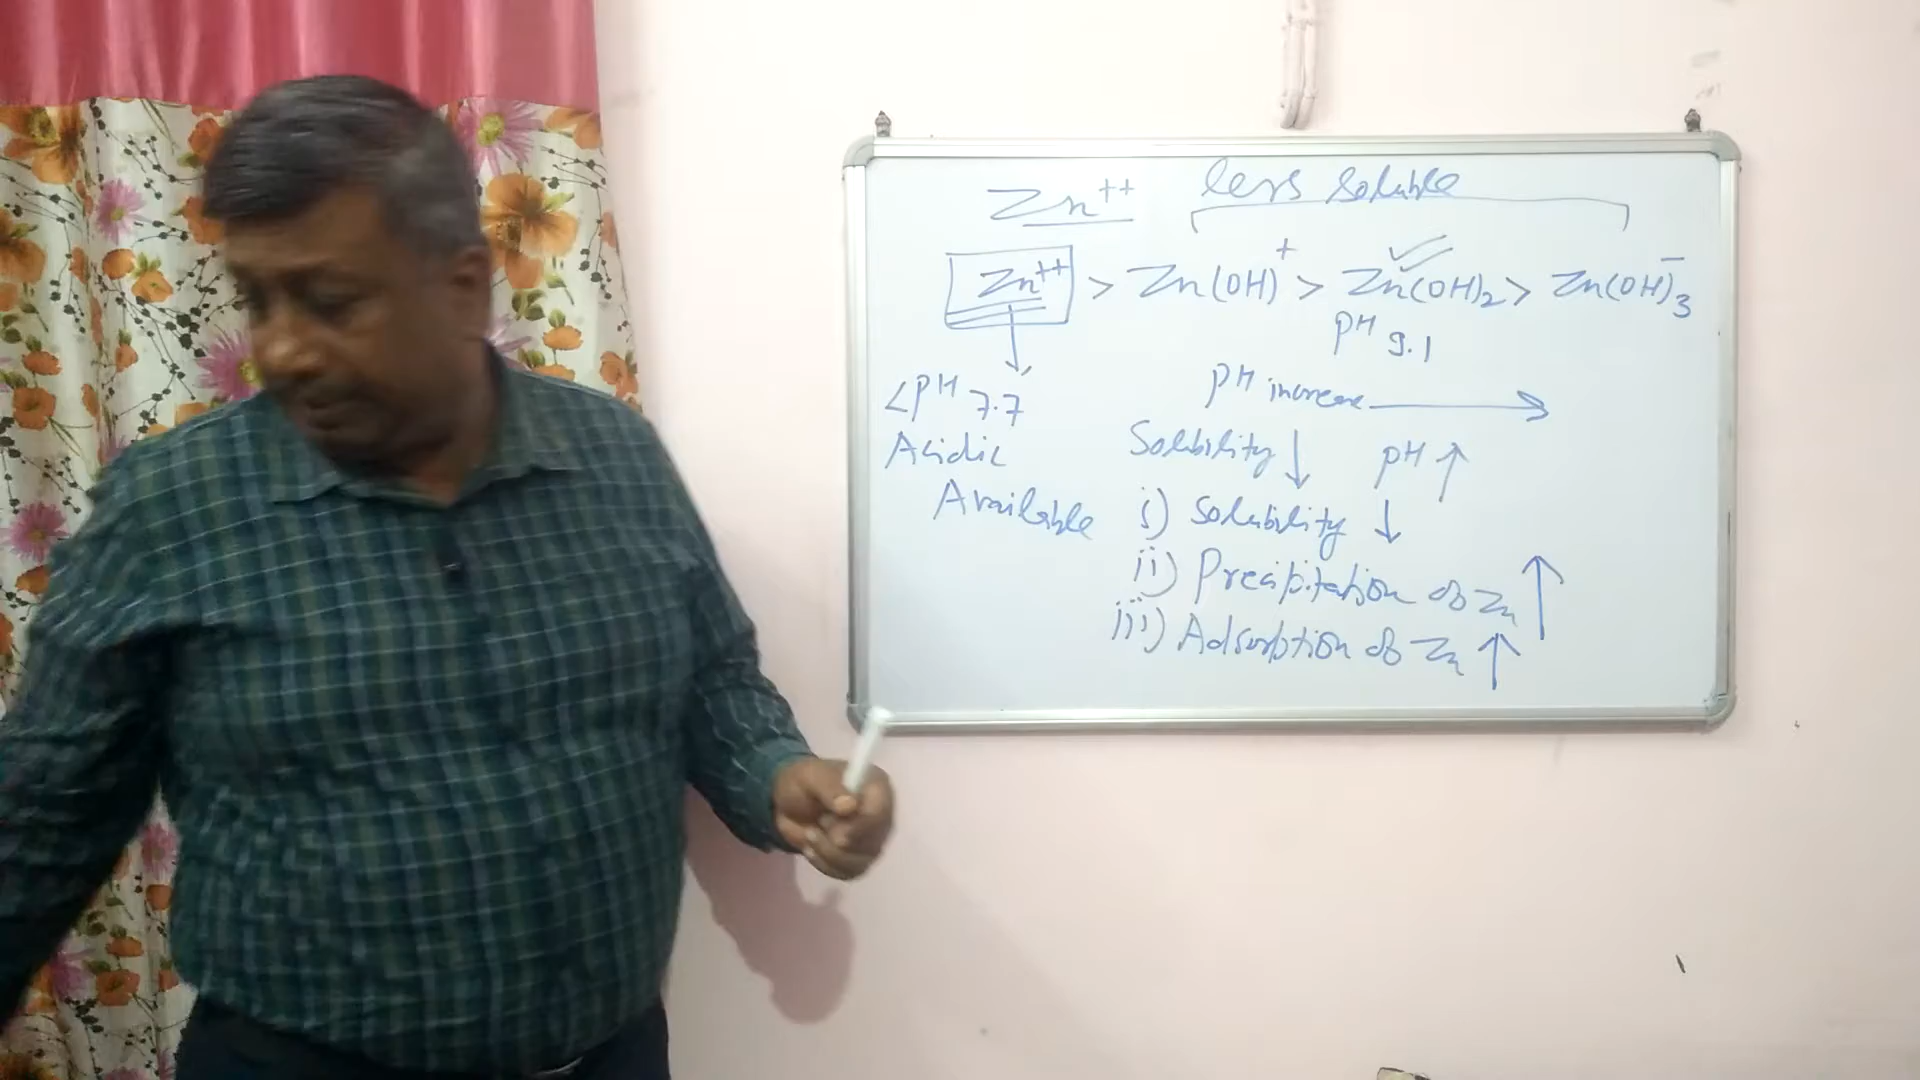 Zn++ less soluble
Zn++ > Zn(OH)+ > Zn(OH)2 > Zn(OH)3-
pH 9.1
<pH 7.7
pH increase →
Acidic
Solubility ↓ pH ↑
Available
i) Solubility ↓
ii) Precipitation of Zn ↑
iii) Adsorption of Zn ↑